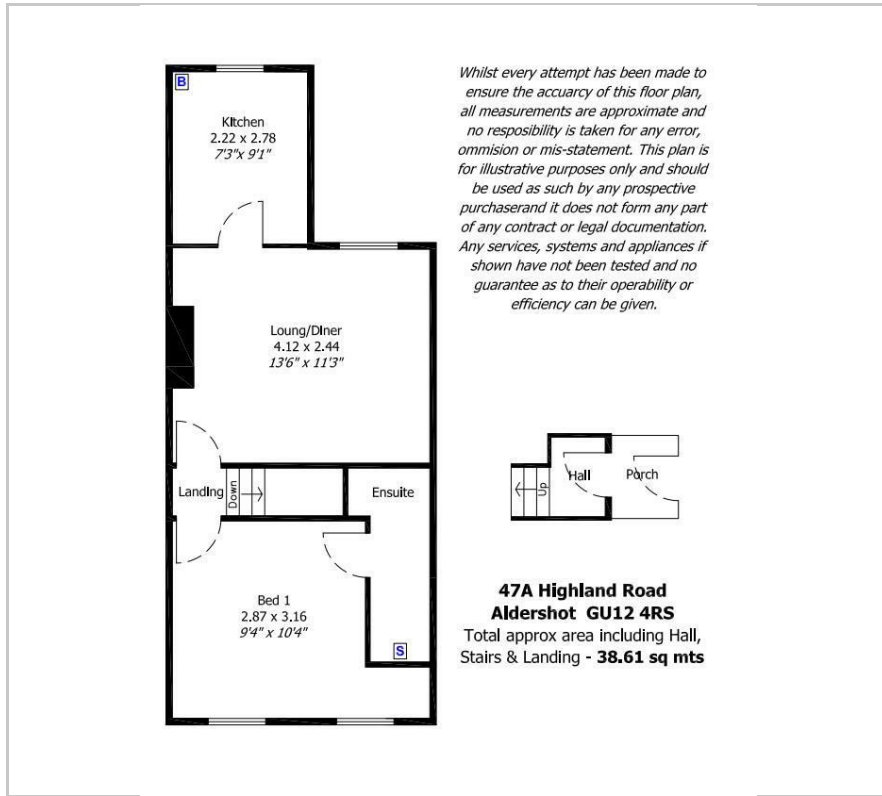 Whilst every attempt has been made to
ensure the accuarcy of this floor plan,
all measurements are approximate and
no resposibility is taken for any error,
ommision or mis-statement. This plan is
for illustrative purposes only and should
be used as such by any prospective
purchaserand it does not form any part
of any contract or legal documentation.
Any services, systems and appliances if
shown have not been tested and no
guarantee as to their operability or
efficiency can be given.
B
Kitchen
2.22 x 2.78
7'3"x 9'1"
Loung/Diner
4.12 x 2.44
13'6" x 11'3"
Landing
Down
Ensuite
Bed 1
2.87 x 3.16
9'4" x 10'4"
S
Up
Hall
Porch
47A Highland Road
Aldershot GU12 4RS
Total approx area including Hall,
Stairs & Landing - 38.61 sq mts